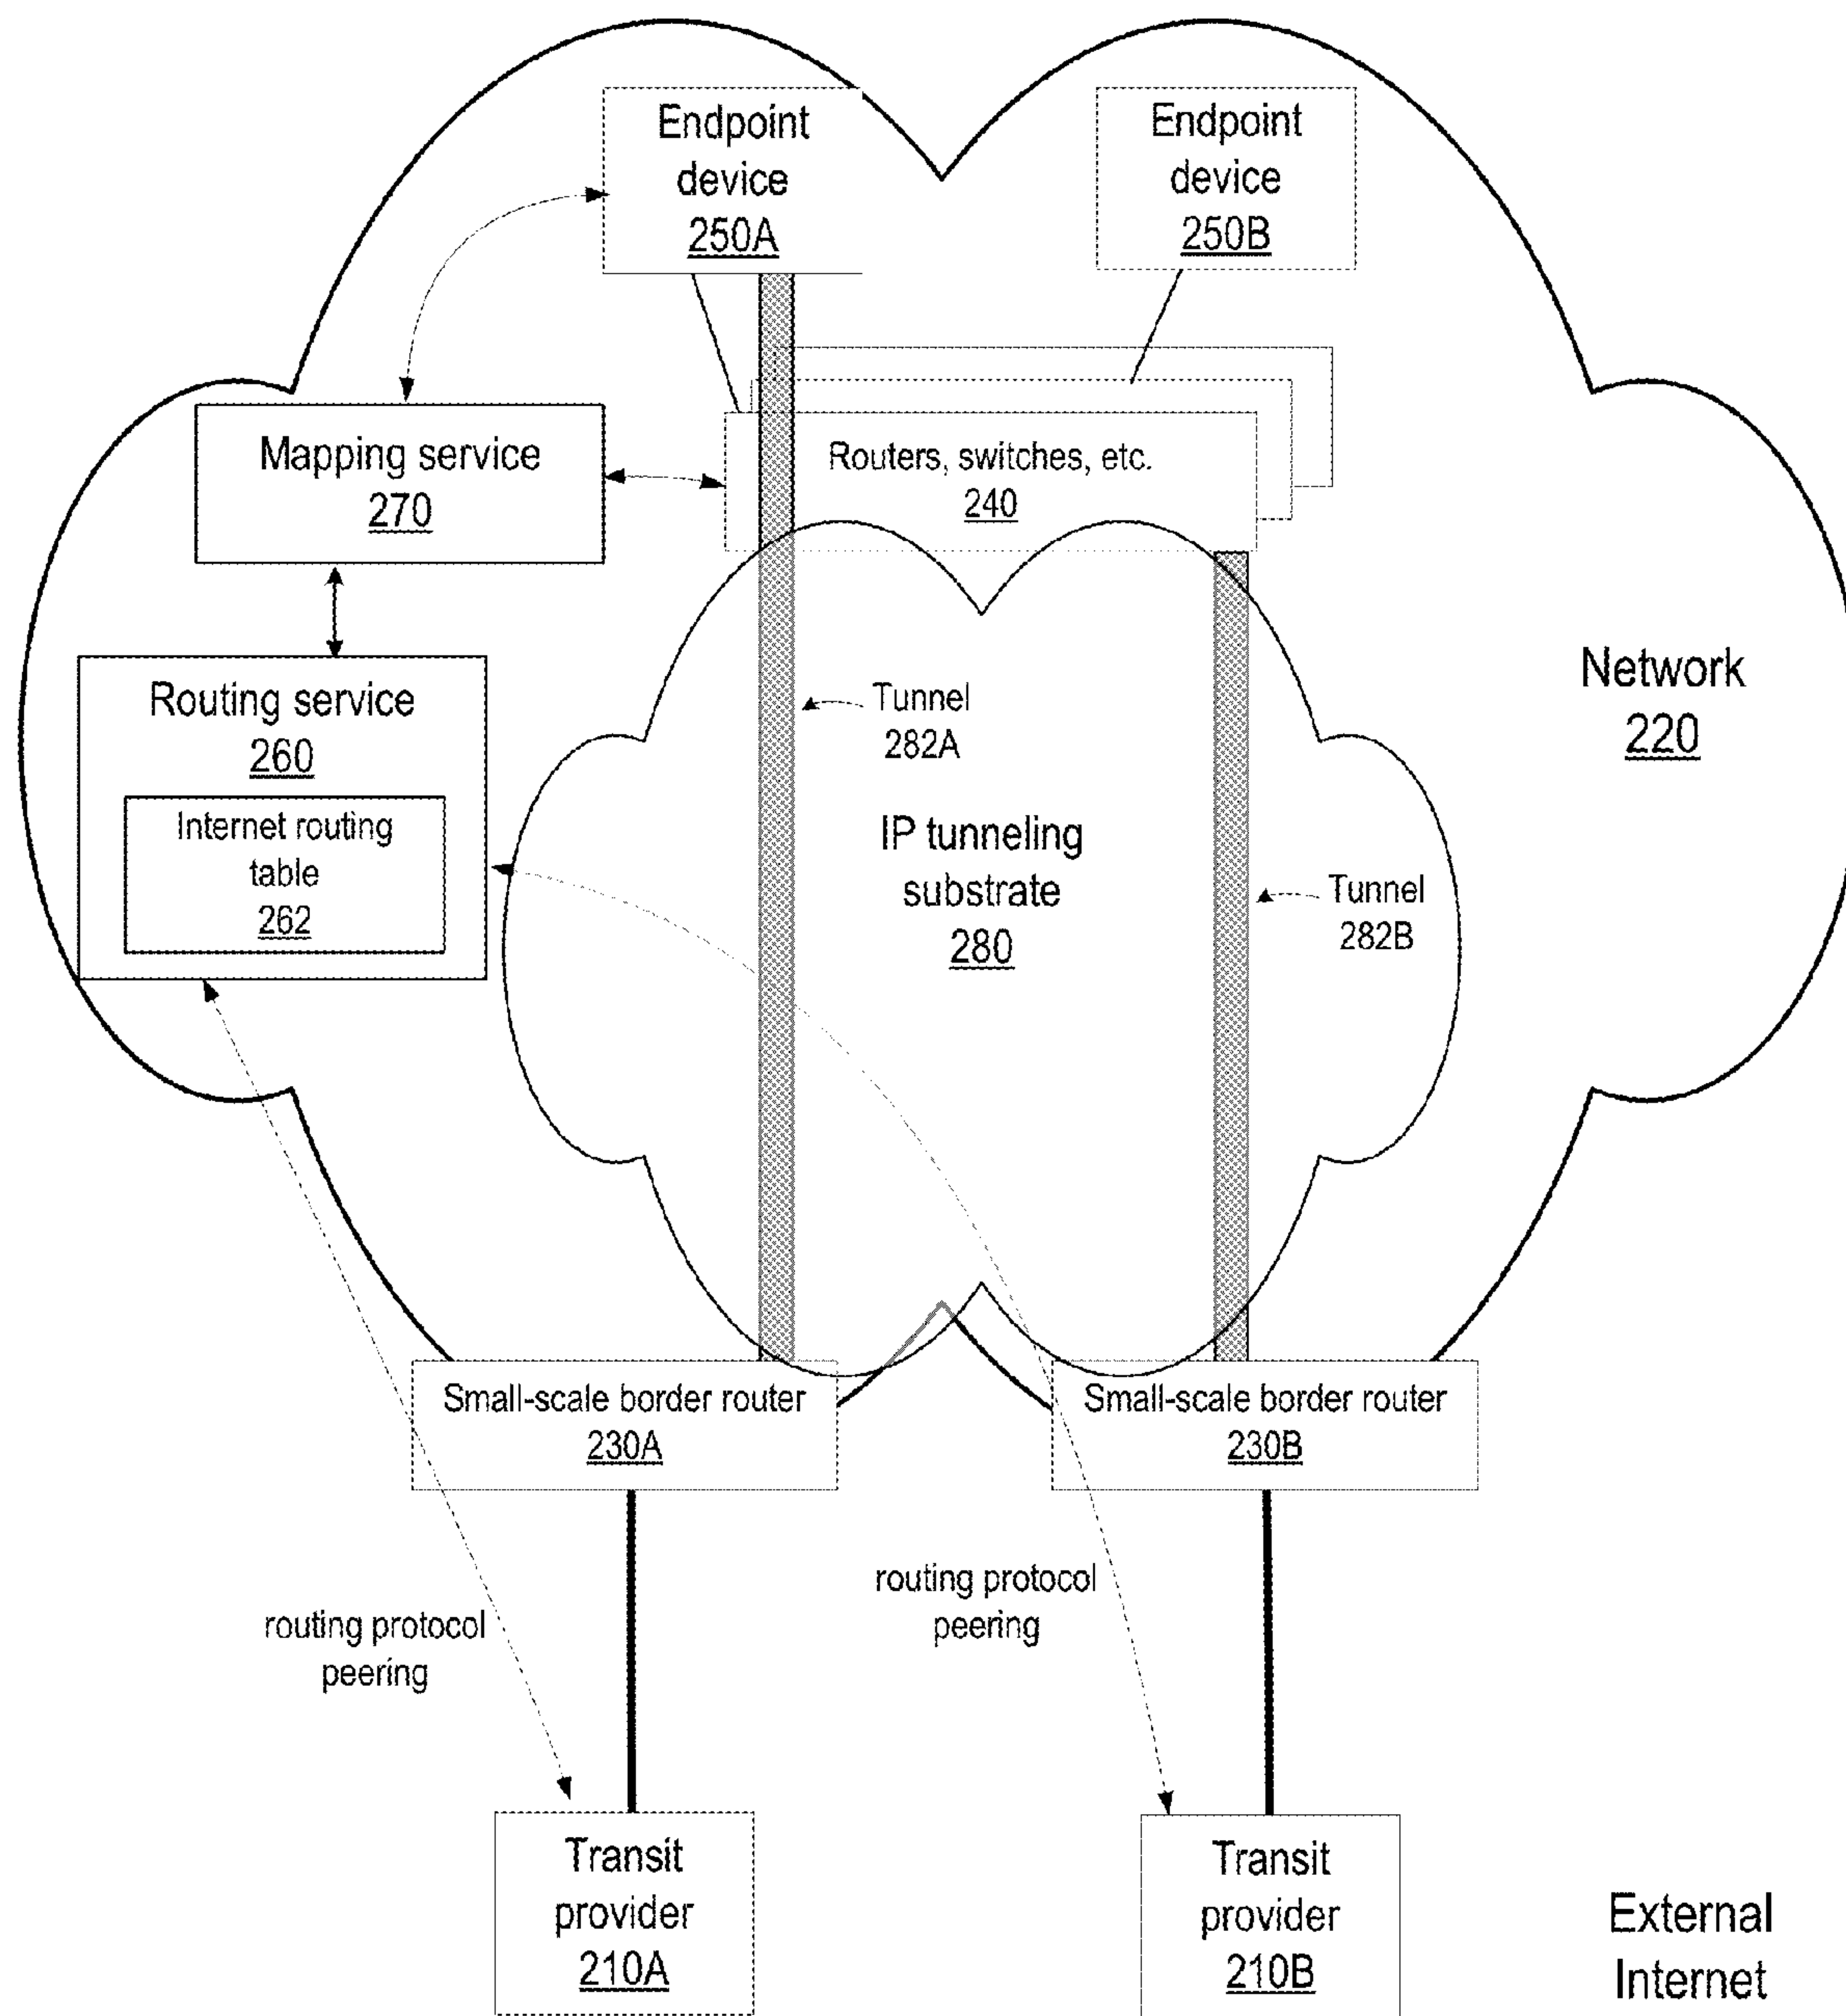 Endpoint
device
250A
Endpoint
device
250B
Mapping service
270
Routers, switches, etc.
240
Routing service
260
Internet routing
table
262
Tunnel
282A
IP tunneling
substrate
280
Tunnel
282B
Network
220
Small-scale border router
230A
Small-scale border router
230B
routing protocol
peering
routing protocol
peering
Transit
provider
210A
Transit
provider
210B
External
Internet